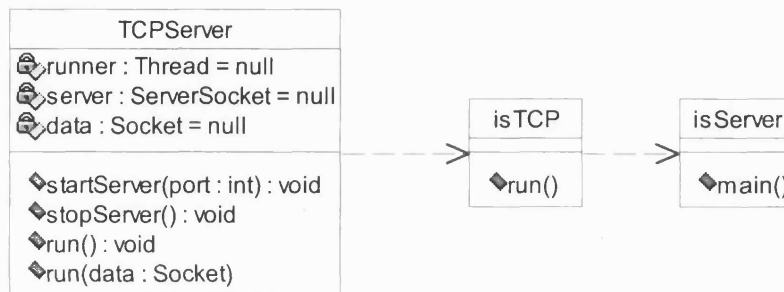 TCPServer
runner : Thread = null
server : ServerSocket = null
data : Socket = null
startServer(port : int) : void
stopServer() : void
run() : void
run(data : Socket)
isTCP
run()
isServer
main()